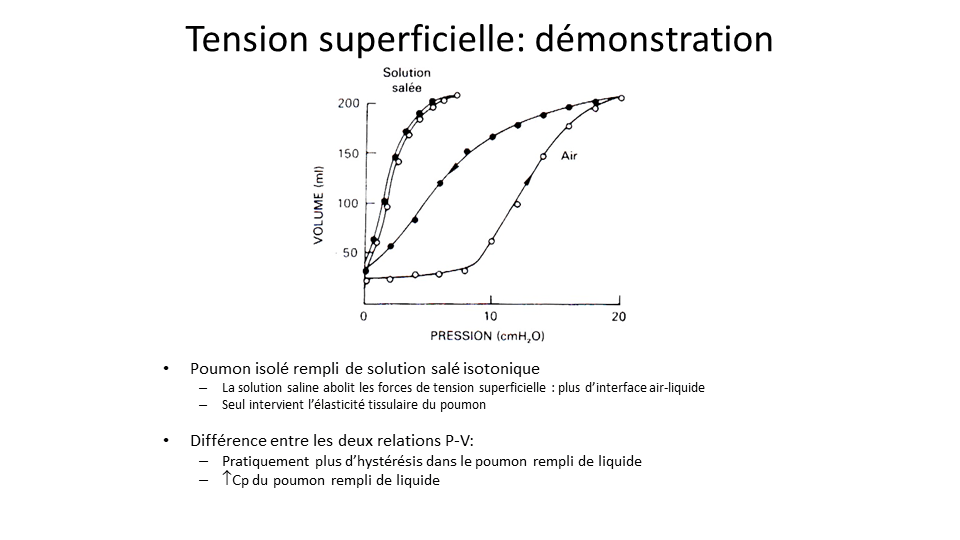 Tension superficielle: démonstration
Solution
salée
200
150
100
50
VOLUME (ml)
Air
0
10
20
PRESSION (cmH₂O)
• Poumon isolé rempli de solution salé isotonique
– La solution saline abolit les forces de tension superficielle : plus d’interface air-liquide
– Seul intervient l’élasticité tissulaire du poumon
• Différence entre les deux relations P-V:
– Pratiquement plus d’hystérésis dans le poumon rempli de liquide
– ↑Cp du poumon rempli de liquide